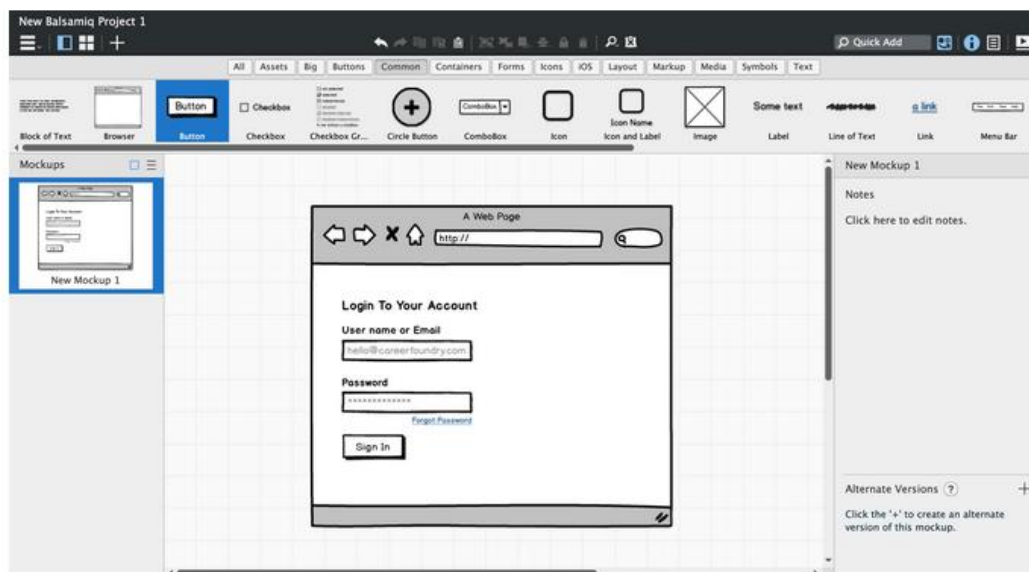 New Balsamiq Project 1
Quick Add
All Assets Big Buttons Common Containers Forms Icons iOS Layout Markup Media Symbols Text
Button
Checkbox
ComboBox
Icon Name
Some text
a link
Block of Text Browser Button Checkbox Checkbox Gr... Circle Button ComboBox Icon Icon and Label Image Label Line of Text Link Menu Bar
Mockups
New Mockup 1
A Web Page
http://
Login To Your Account
User name or Email
hello@careerfoundry.com
Password
*************
Forgot Password
Sign In
New Mockup 1
Notes
Click here to edit notes.
Alternate Versions ?
Click the '+' to create an alternate
version of this mockup.